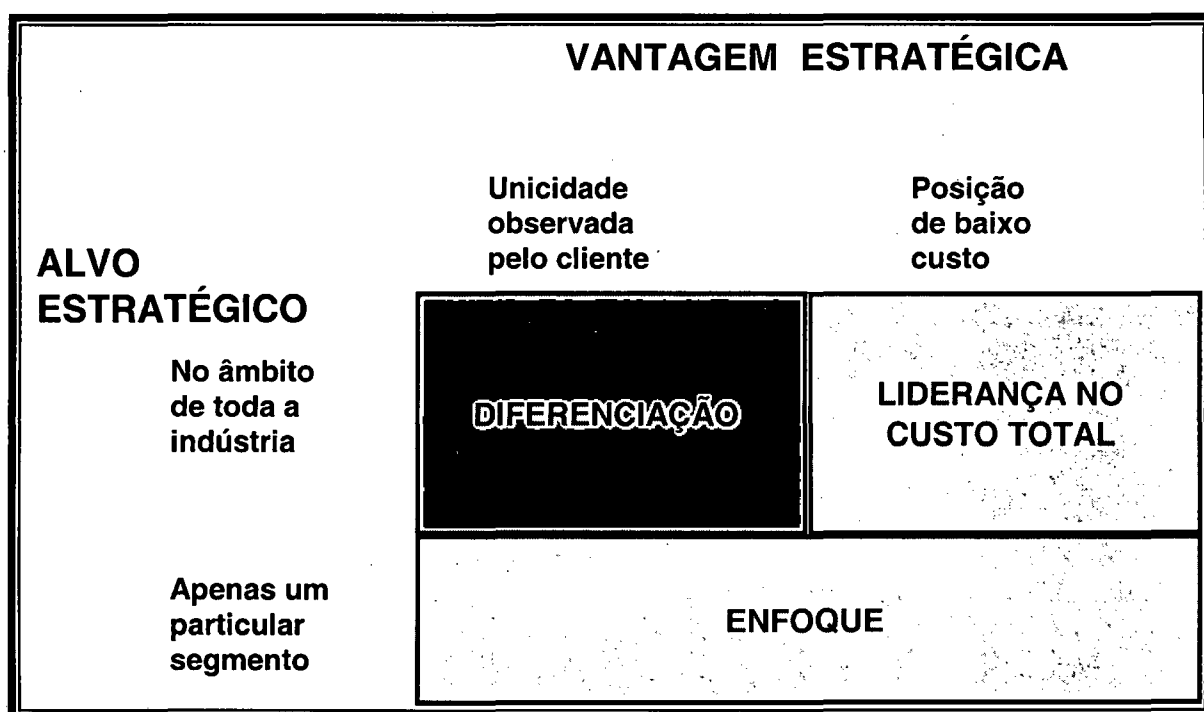 VANTAGEM ESTRATÉGICA
Unicidade
observada
pelo cliente
Posição
de baixo
custo
ALVO
ESTRATÉGICO
No âmbito
de toda a
indústria
DIFERENCIAÇÃO
LIDERANÇA NO
CUSTO TOTAL
Apenas um
particular
segmento
ENFOQUE